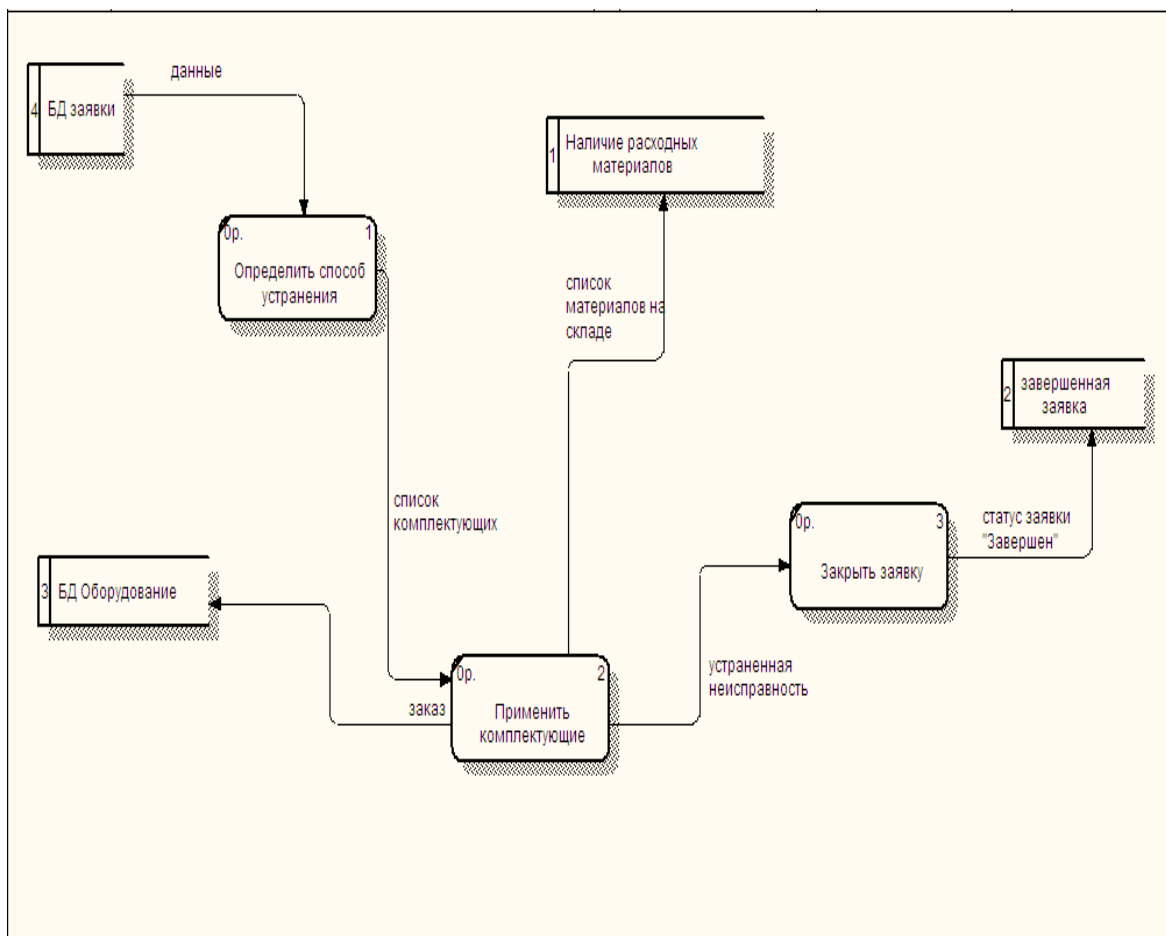 данные
4
БД заявки
1
Наличие расходных
материалов
0р.
1
Определить способ
устранения
список
материалов на
складе
2
завершенная
заявка
список
комплектующих
0р.
3
Закрыть заявку
статус заявки
"Завершен"
3
БД Оборудование
устраненная
неисправность
0р.
2
Применить
комплектующие
заказ